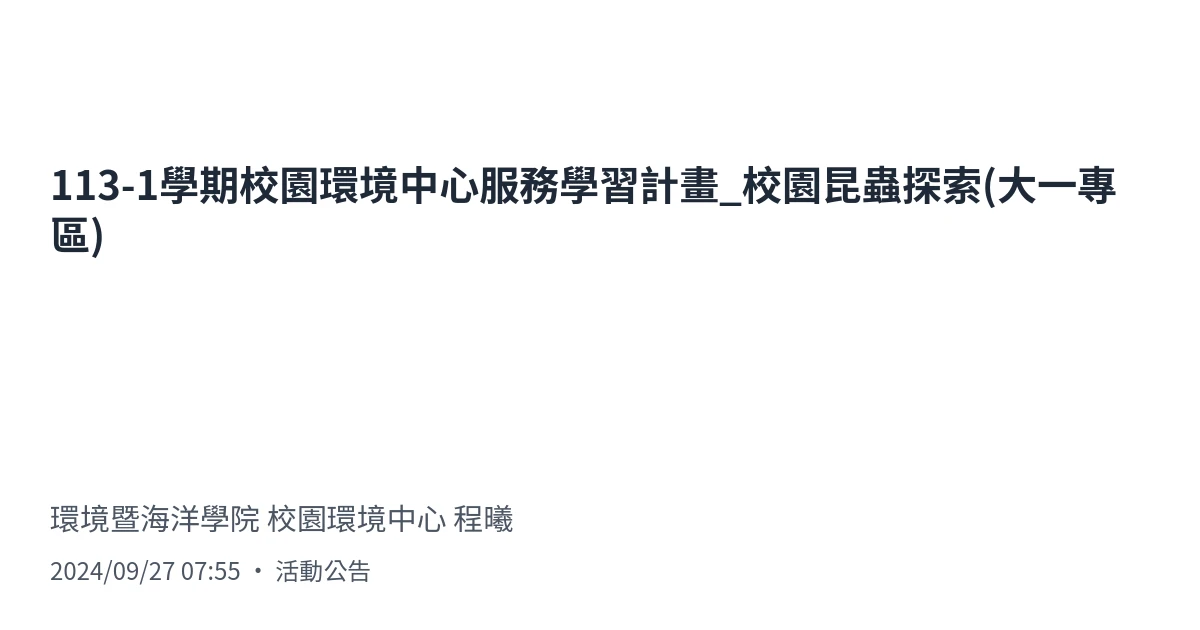 113-1學期校園環境中心服務學習計畫_校園昆蟲探索(大一專
區)
環境暨海洋學院 校園環境中心 程曦
2024/09/27 07:55 • 活動公告